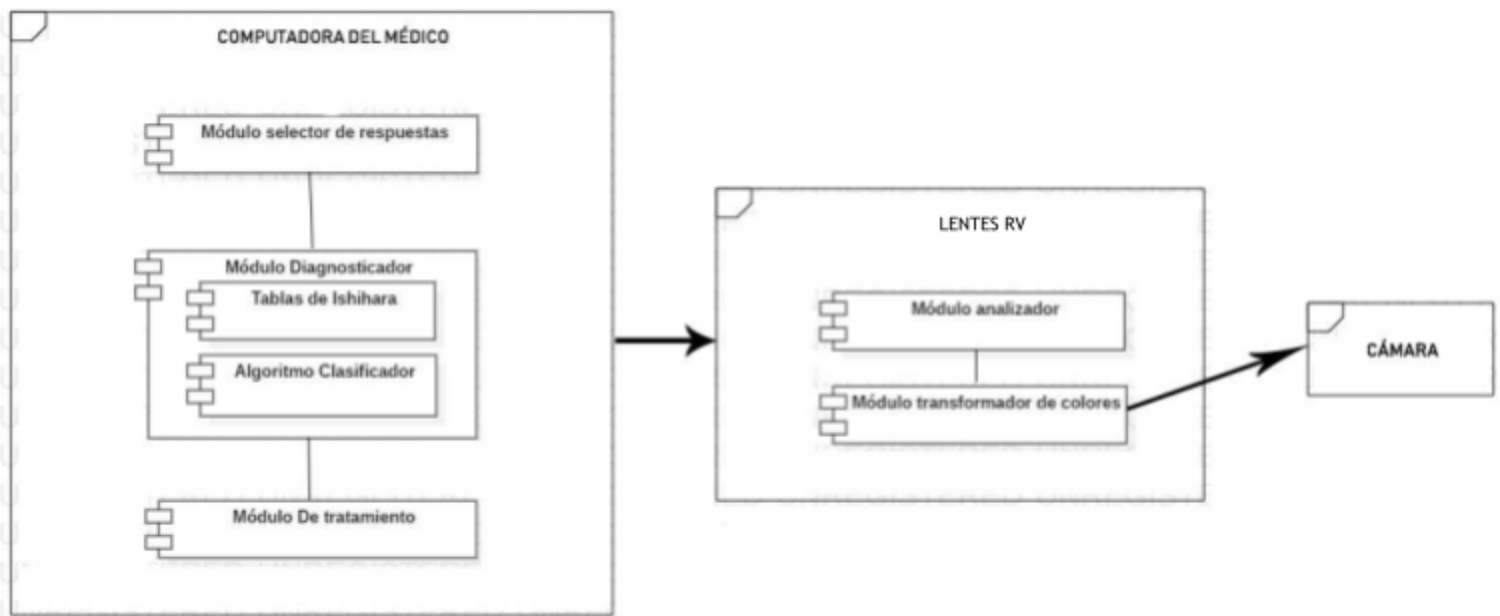 COMPUTADORA DEL MÉDICO
Módulo selector de respuestas
Módulo Diagnosticador
Tablas de Ishihara
Algoritmo Clasificador
Módulo De tratamiento
LENTES RV
Módulo analizador
Módulo transformador de colores
CÁMARA